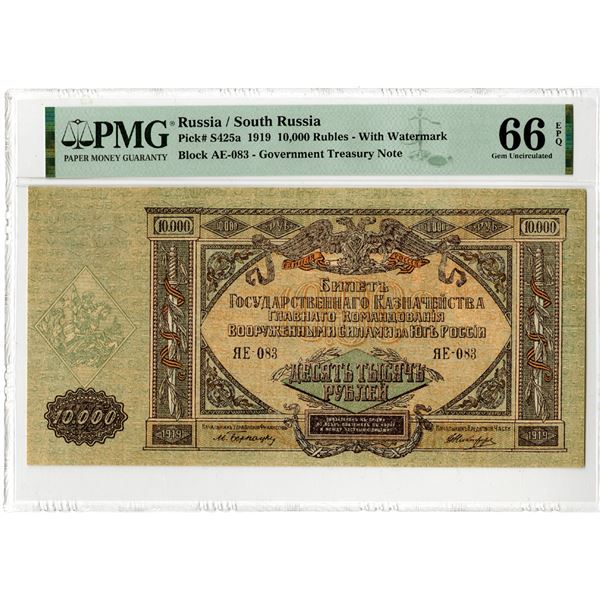 PMG®
PAPER MONEY GUARANTY
Russia / South Russia
Pick# S425a 1919 10,000 Rubles - With Watermark
Block AE-083 - Government Treasury Note
66 EPQ
Gem Uncirculated
10.000
10.000
ЕДИНАЯ РОССІЯ
БИЛЕТЪ
ГОСУДАРСТВЕННАГО КАЗНАЧЕЙСТВА
ГЛАВНАГО КОМАНДОВАНІЯ
ВООРУЖЕННЫМИ СИЛАМИ НА ЮГѢ РОССІИ
ЯЕ-083 ЯЕ-083
ДЕСЯТЬ ТЫСЯЧЪ
РУБЛЕЙ
10.000
1919
1919